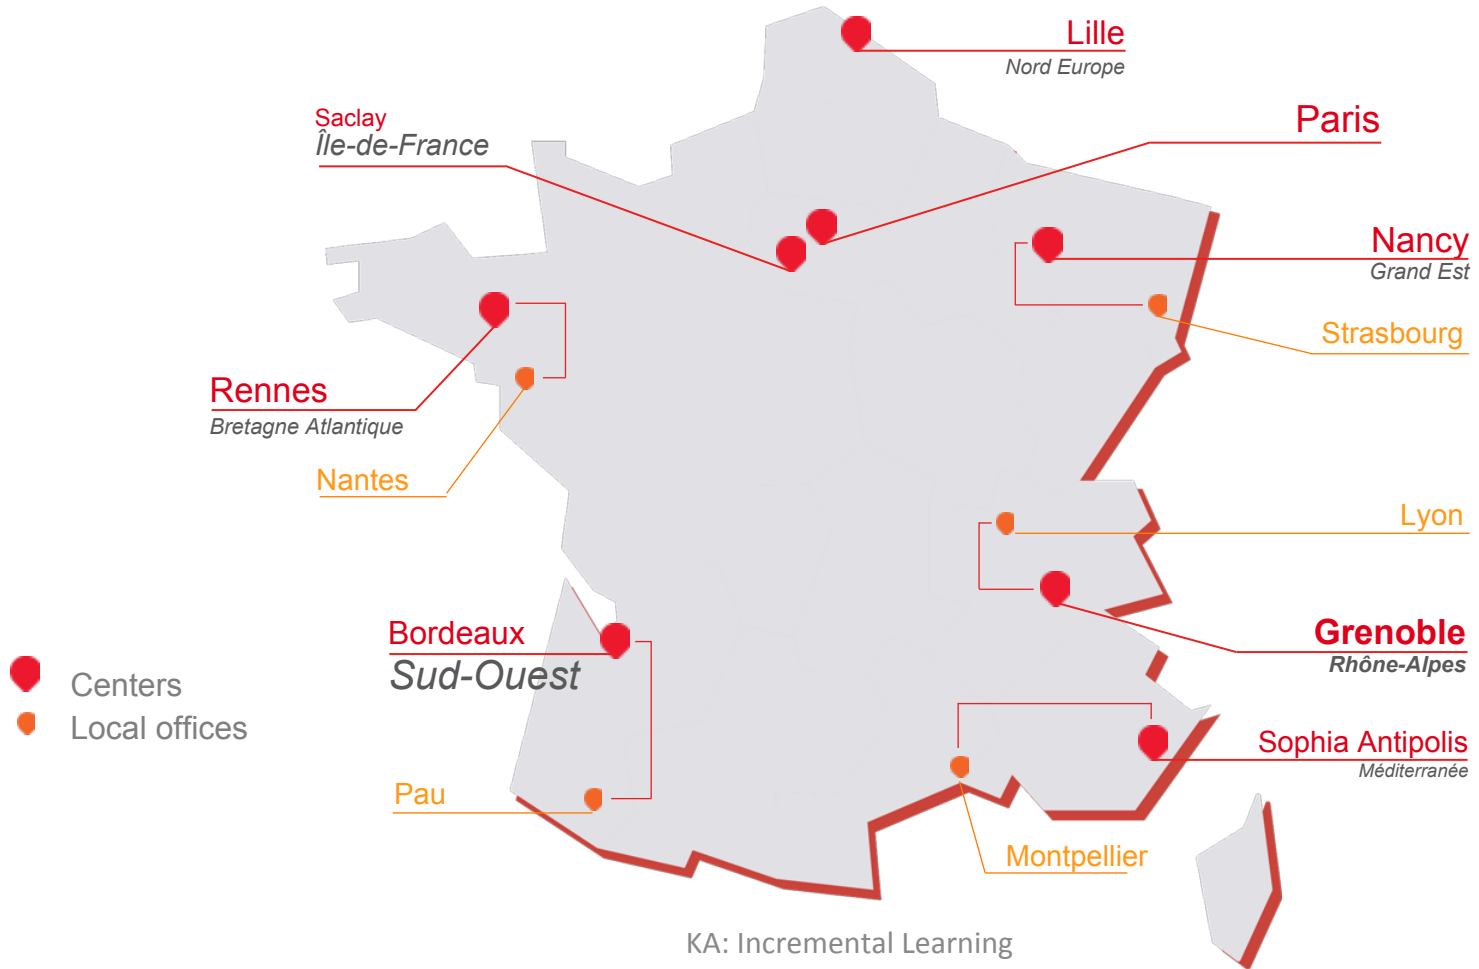 Lille
Nord Europe
Saclay
Île-de-France
Paris
Nancy
Grand Est
Strasbourg
Rennes
Bretagne Atlantique
Nantes
Lyon
Bordeaux
Sud-Ouest
Grenoble
Rhône-Alpes
Centers
Local offices
Sophia Antipolis
Méditerranée
Pau
Montpellier
KA: Incremental Learning